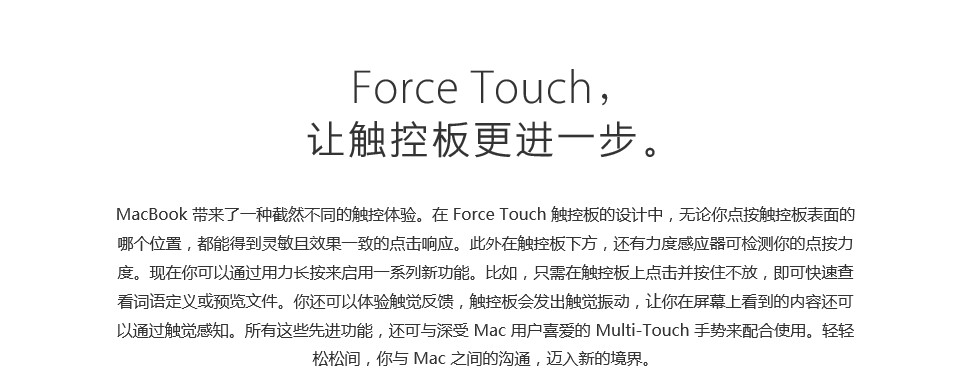 Force Touch，
让触控板更进一步。
MacBook 带来了一种截然不同的触控体验。在 Force Touch 触控板的设计中，无论你点按触控板表面的
哪个位置，都能得到灵敏且效果一致的点击响应。此外在触控板下方，还有力度感应器可检测你的点按力
度。现在你可以通过用力长按来启用一系列新功能。比如，只需在触控板上点击并按住不放，即可快速查
看词语定义或预览文件。你还可以体验触觉反馈，触控板会发出触觉振动，让你在屏幕上看到的内容还可
以通过触觉感知。所有这些先进功能，还可与深受 Mac 用户喜爱的 Multi-Touch 手势来配合使用。轻轻
松松间，你与 Mac 之间的沟通，迈入新的境界。